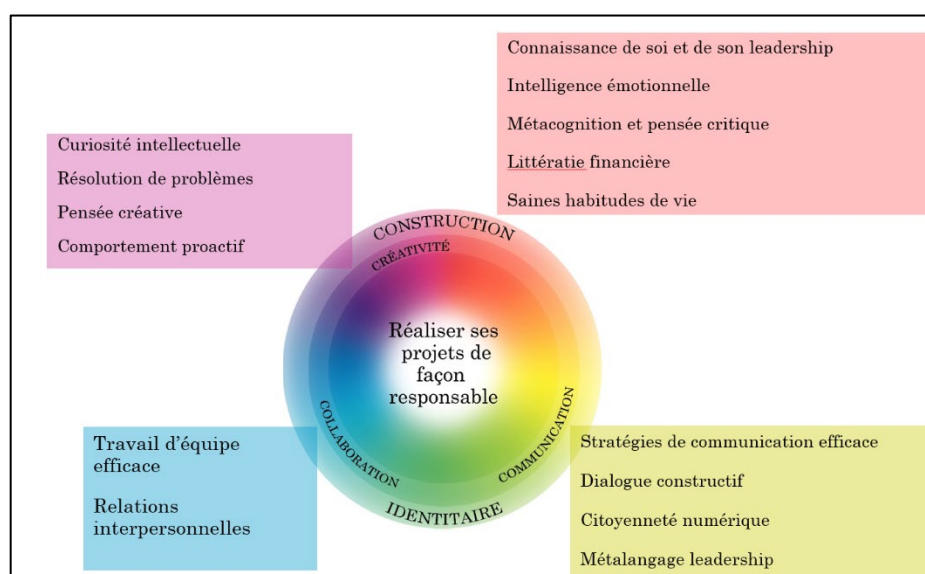 Connaissance de soi et de son leadership
Intelligence émotionnelle
Métacognition et pensée critique
Littératie financière
Saines habitudes de vie
Curiosité intellectuelle
Résolution de problèmes
Pensée créative
Comportement proactif
CONSTRUCTION
CRÉATIVITÉ
Réaliser ses
projets de
façon
responsable
COLLABORATION
COMMUNICATION
IDENTITAIRE
Travail d'équipe
efficace
Relations
interpersonnelles
Stratégies de communication efficace
Dialogue constructif
Citoyenneté numérique
Métalangage leadership